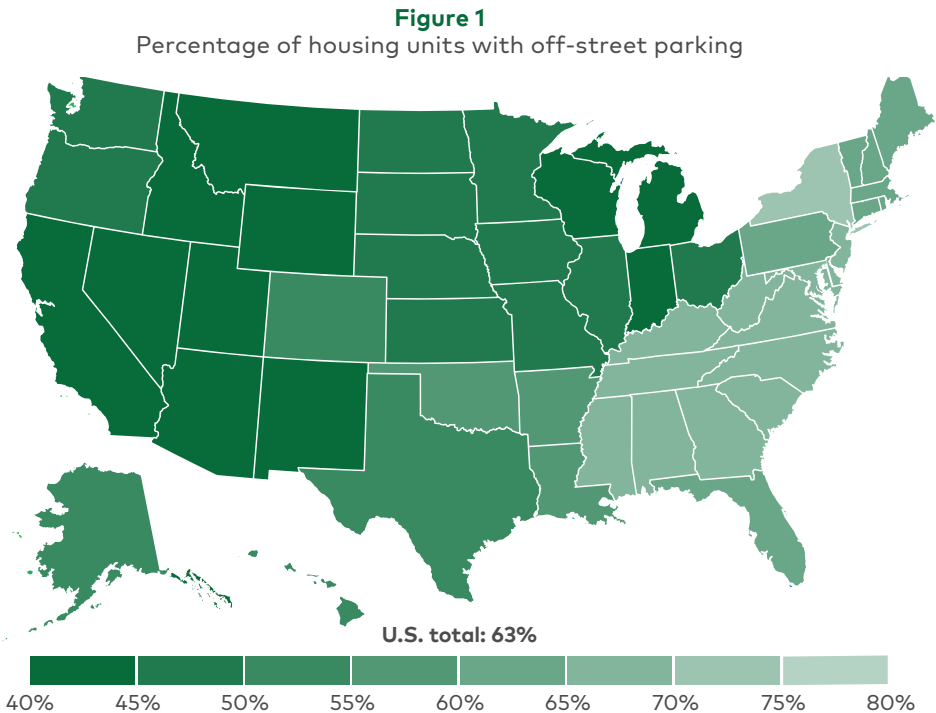 Figure 1
Percentage of housing units with off-street parking
U.S. total: 63%
40% 45% 50% 55% 60% 65% 70% 75% 80%